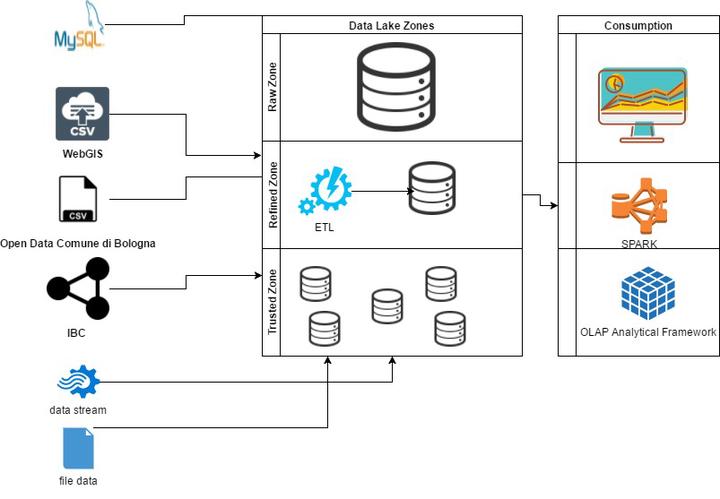 MySQL
CSV
WebGIS
CSV
Open Data Comune di Bologna
IBC
data stream
file data
Data Lake Zones
Raw Zone
Refined Zone
ETL
Trusted Zone
Consumption
SPARK
OLAP Analytical Framework